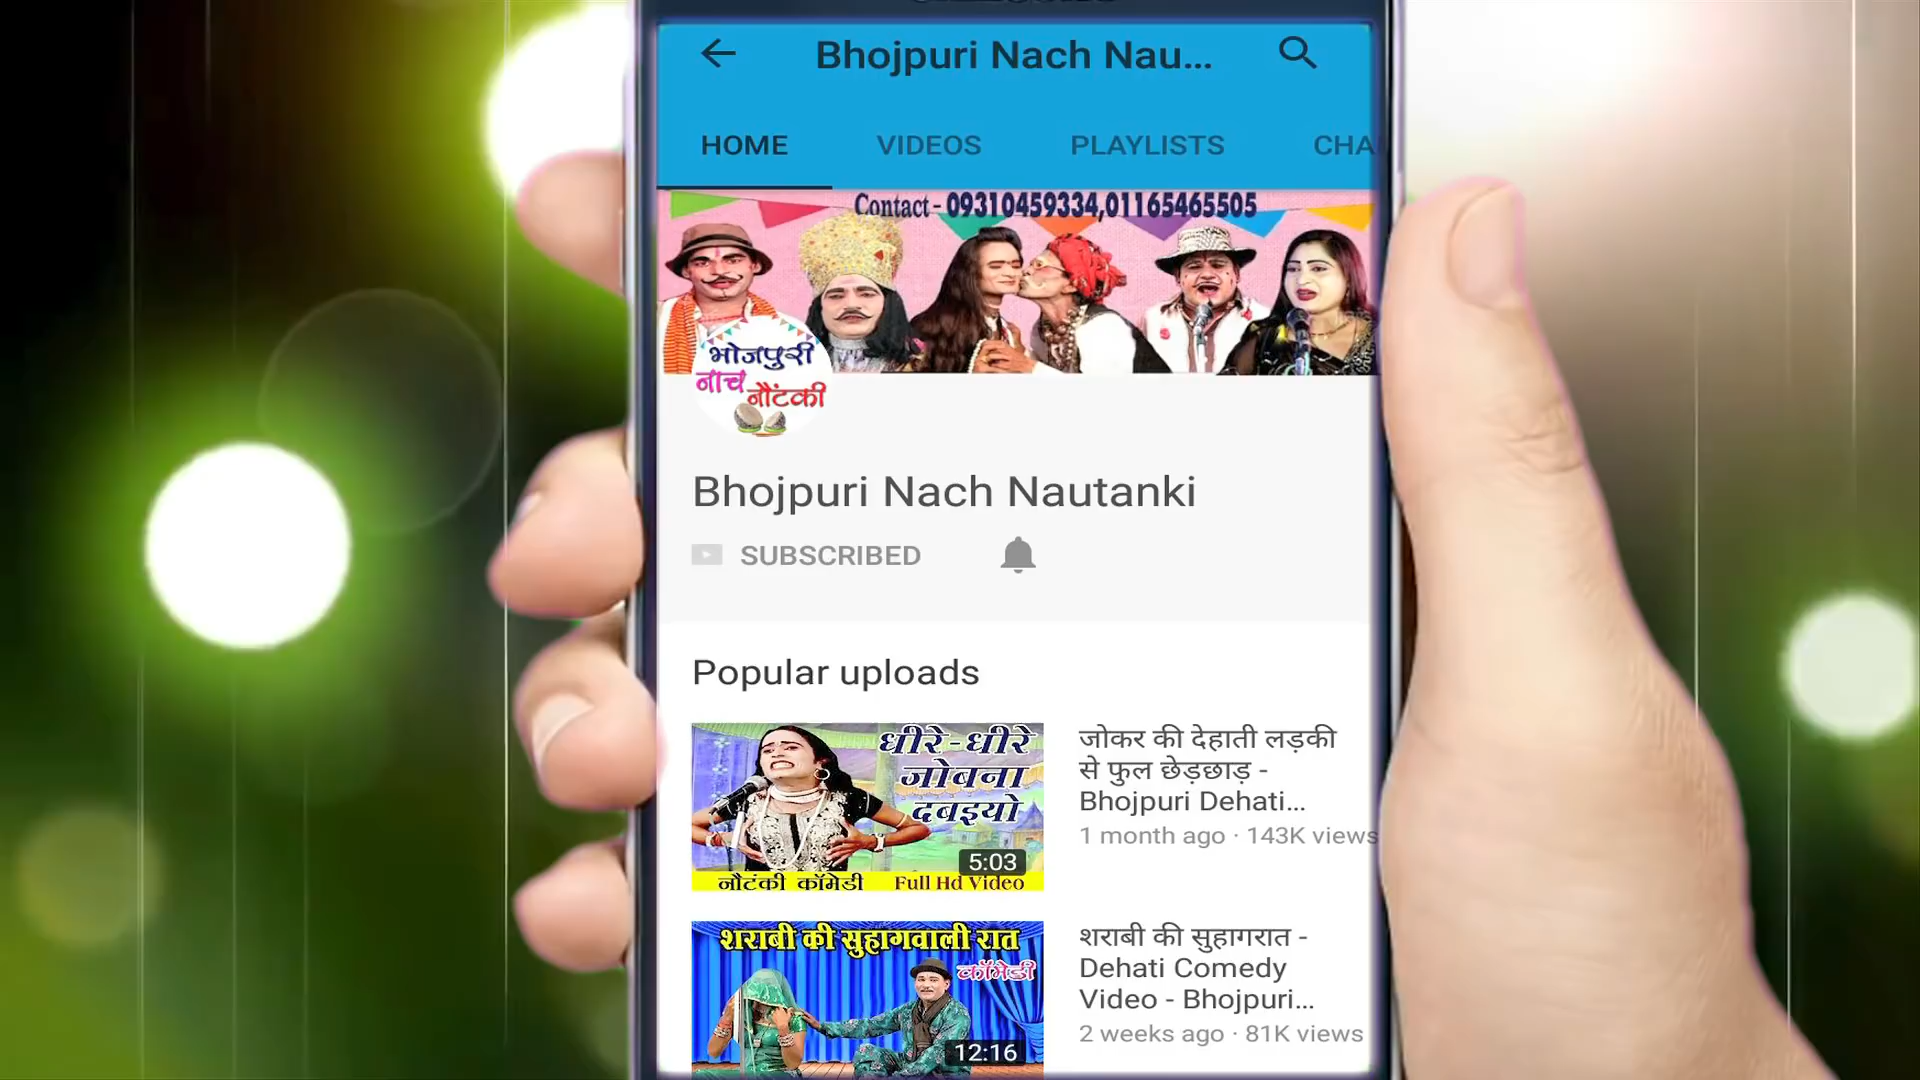 Bhojpuri Nach Nau...
HOME VIDEOS PLAYLISTS CHA
Contact - 09310459334,01165465505
भोजपुरी
नाच
नौटंकी
Bhojpuri Nach Nautanki
SUBSCRIBED
Popular uploads
धीरे-धीरे
जोबना
दबइयो
5:03
नौटंकी कॉमेडी Full Hd Video
जोकर की देहाती लड़की
से फुल छेड़छाड़ -
Bhojpuri Dehati...
1 month ago · 143K views
शराबी की सुहागवाली रात
कॉमेडी
12:16
शराबी की सुहागरात -
Dehati Comedy
Video - Bhojpuri...
2 weeks ago · 81K views